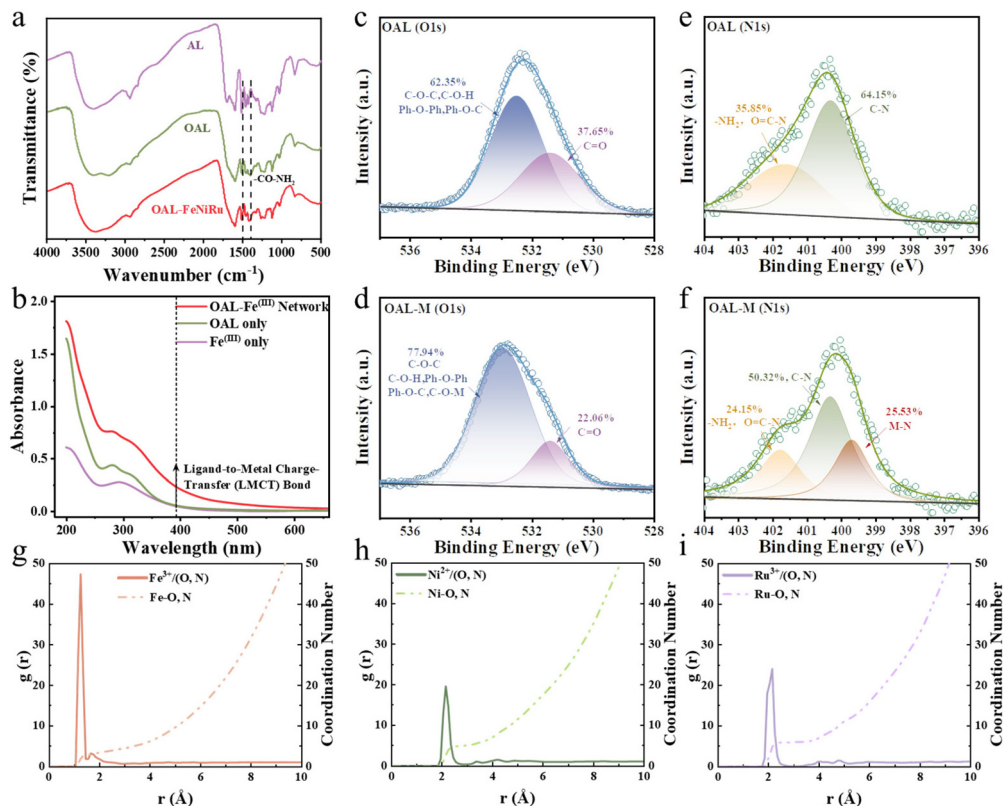 a
Transmittance (%)
AL
OAL
-CO-NH2
OAL-FeNiRu
4000 3500 3000 2500 2000 1500 1000 500
Wavenumber (cm-1)
b
Absorbance
2.0
1.5
1.0
0.5
0.0
OAL-Fe(III) Network
OAL only
Fe(III) only
Ligand-to-Metal Charge-
Transfer (LMCT) Bond
200 300 400 500 600
Wavelength (nm)
c
OAL (O1s)
Intensity (a.u.)
62.35%
C-O-C,C-O-H
Ph-O-Ph,Ph-O-C
37.65%
C=O
536 534 532 530 528
Binding Energy (eV)
d
OAL-M (O1s)
Intensity (a.u.)
77.94%
C-O-C
C-O-H,Ph-O-Ph
Ph-O-C,C-O-M
22.06%
C=O
536 534 532 530 528
Binding Energy (eV)
e
OAL (N1s)
Intensity (a.u.)
35.85%
-NH2, O=C-N
64.15%
C-N
404 403 402 401 400 399 398 397 396
Binding Energy (eV)
f
OAL-M (N1s)
Intensity (a.u.)
50.32%, C-N
24.15%
-NH2, O=C-N
25.53%
M-N
404 403 402 401 400 399 398 397 396
Binding Energy (eV)
g
g (r)
50
40
30
20
10
0
Fe3+/(O, N)
Fe-O, N
50
40
30
20
10
0
Coordination Number
0 2 4 6 8 10
r (Å)
h
g (r)
50
40
30
20
10
0
Ni2+/(O, N)
Ni-O, N
50
40
30
20
10
0
Coordination Number
0 2 4 6 8 10
r (Å)
i
g (r)
50
40
30
20
10
0
Ru3+/(O, N)
Ru-O, N
50
40
30
20
10
0
Coordination Number
0 2 4 6 8 10
r (Å)